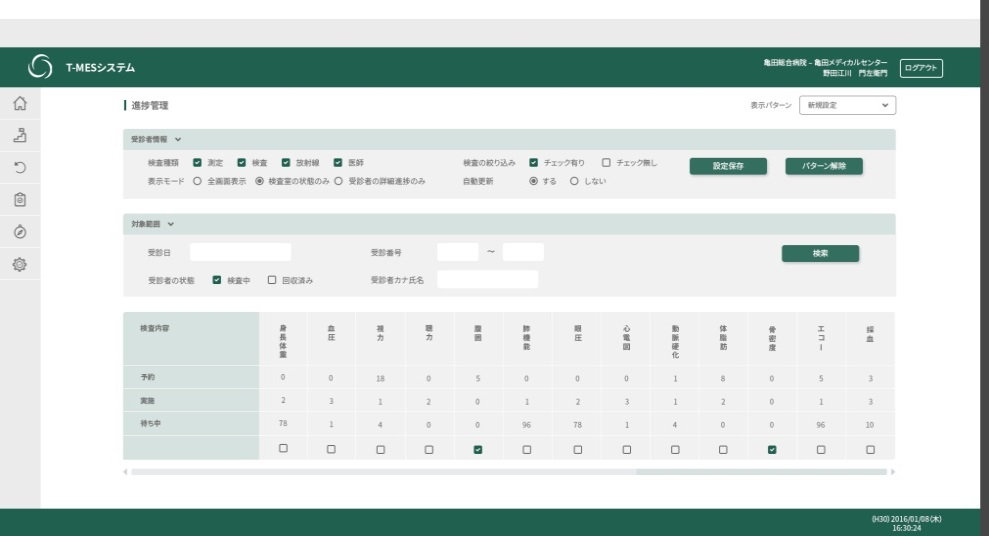 T-MESシステム
亀田総合病院 - 亀田メディカルセンター
野田江川　門左衛門
ログアウト
進捗管理
表示パターン 新規設定
受診者情報
検査種類 測定 検査 放射線 医師 検査の絞り込み チェック有り チェック無し 設定保存 パターン解除
表示モード 全画面表示 検査室の状態のみ 受診者の詳細進捗のみ 自動更新 する しない
対象範囲
受診日 受診番号 ～ 検索
受診者の状態 検査中 回収済み 受診者カナ氏名
検査内容 身長体重 血圧 視力 聴力 腹囲 肺機能 眼圧 心電図 動脈硬化 体脂肪 骨密度 エコー 採血
予約 0 0 18 0 5 0 0 0 1 8 0 5 3
実施 2 3 1 2 0 1 2 3 1 2 0 1 3
待ち中 78 1 4 0 0 96 78 1 4 0 0 96 10
(H30) 2016/01/08 (木)
16:30:24